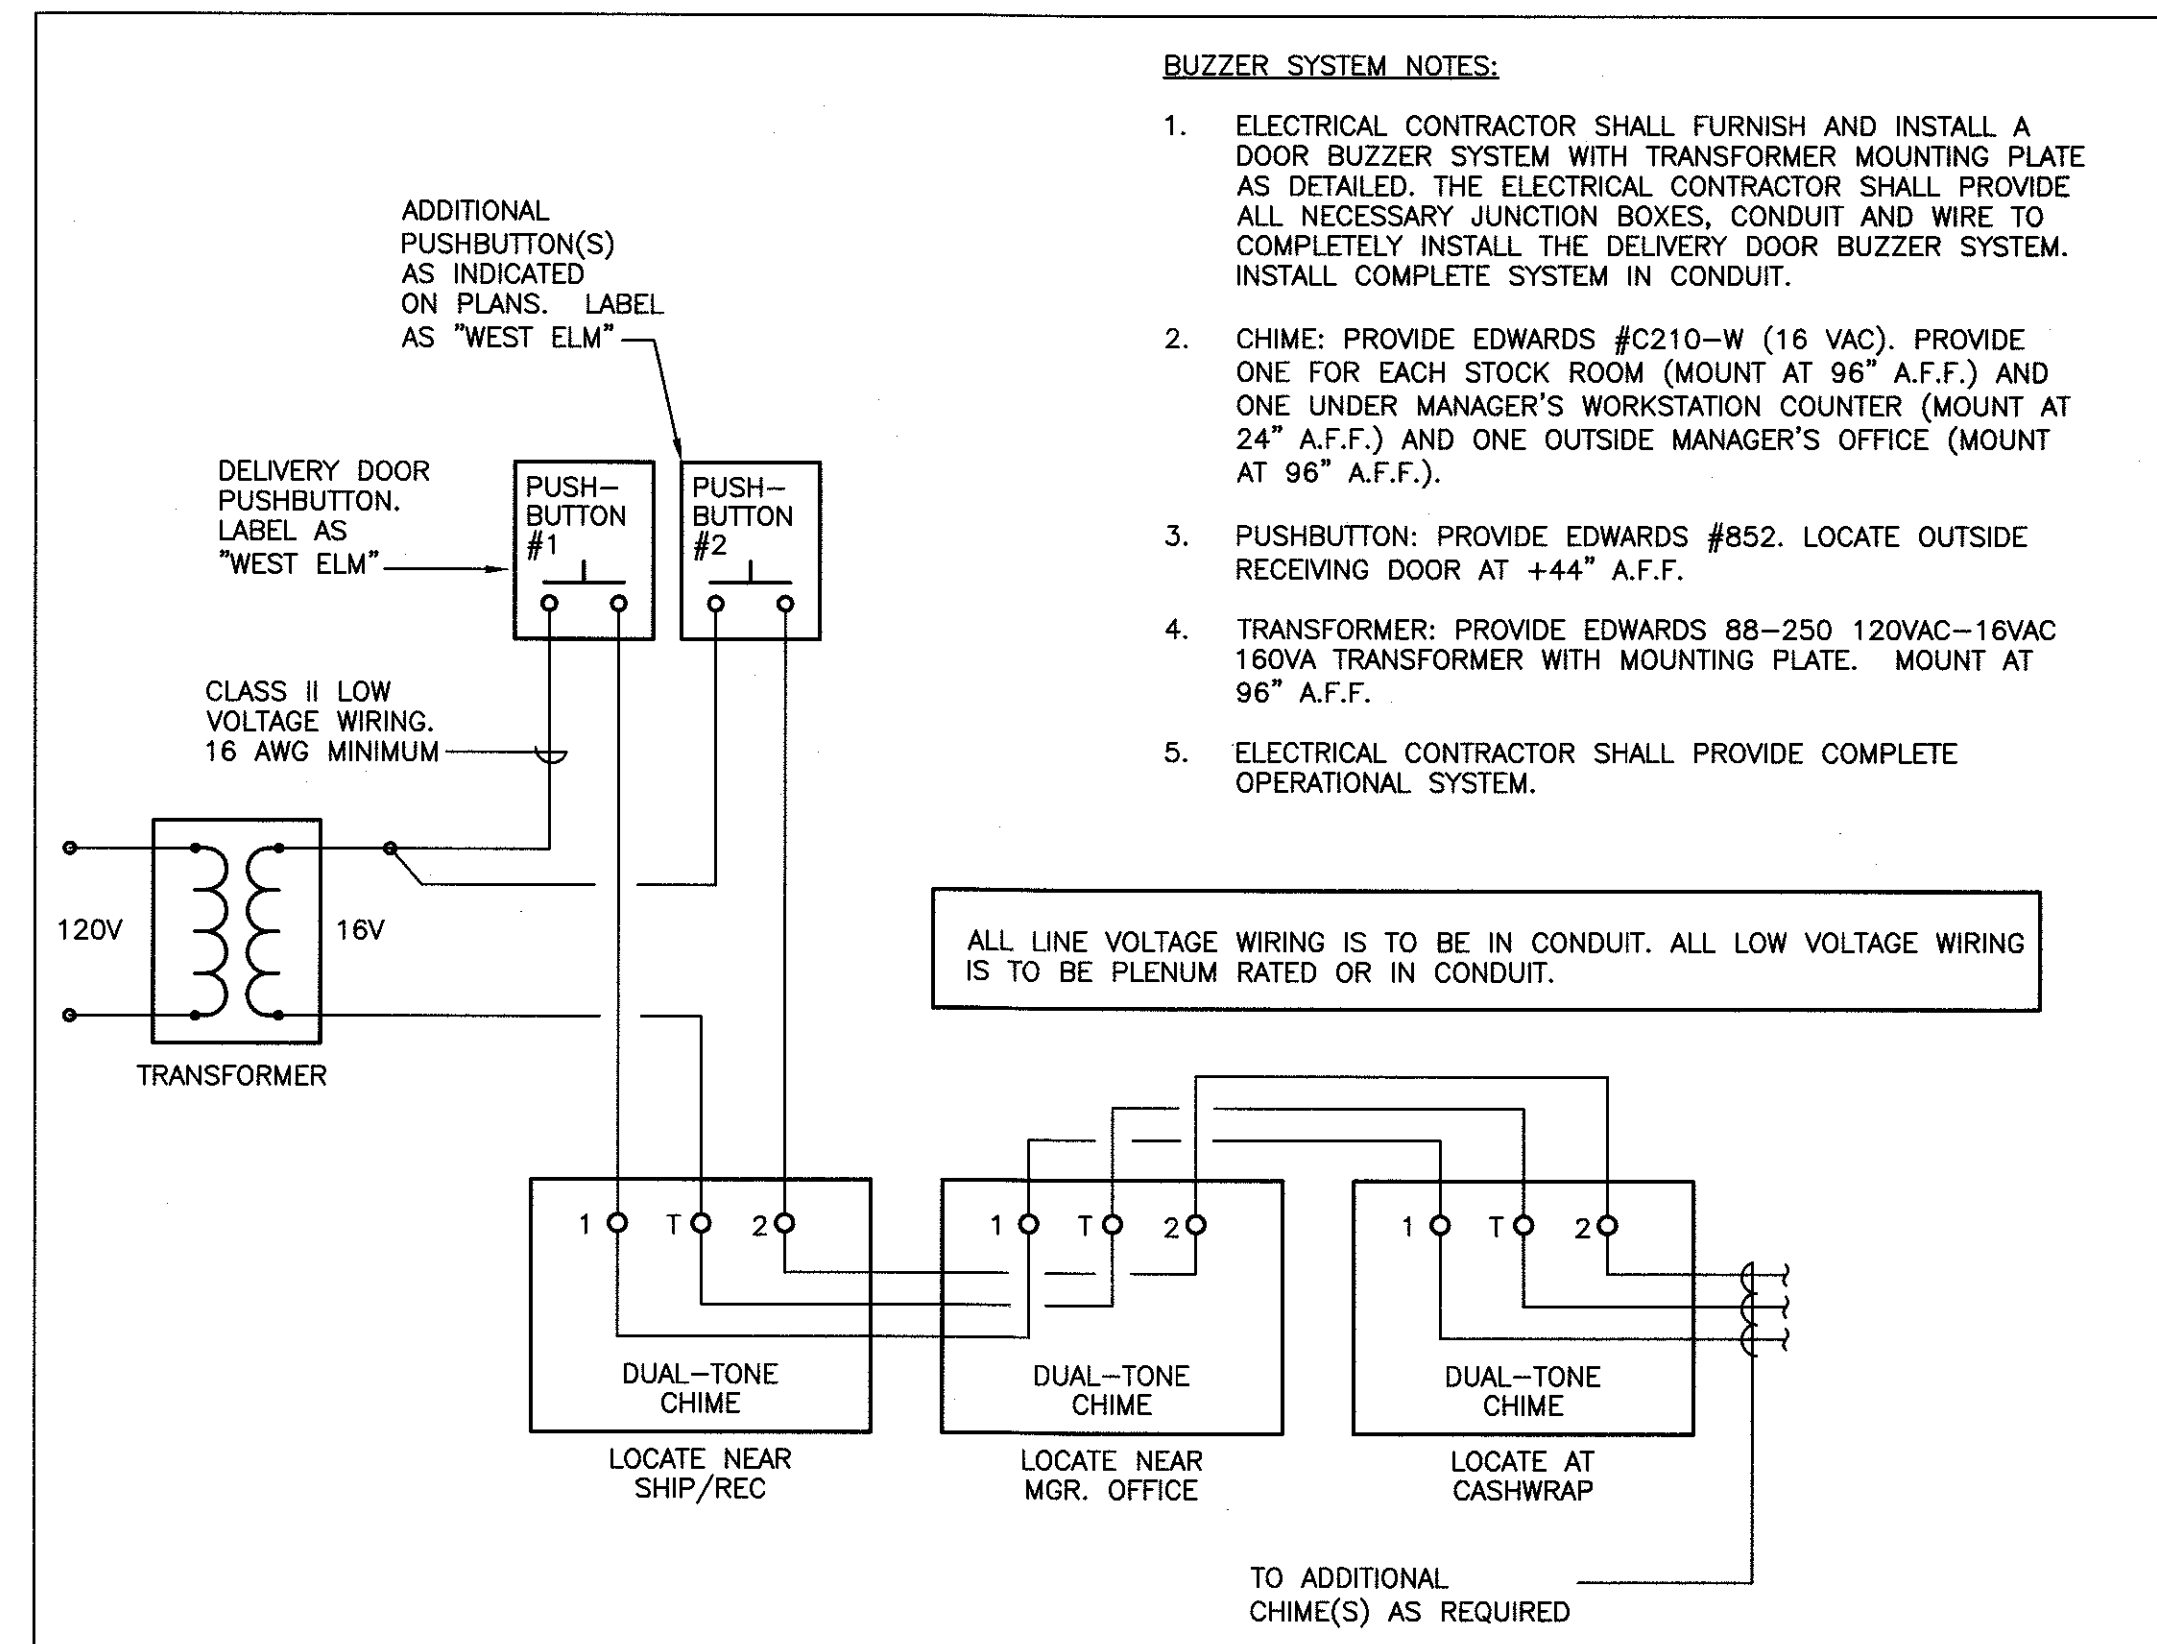 BUZZER SYSTEM NOTES:
1. ELECTRICAL CONTRACTOR SHALL FURNISH AND INSTALL A
DOOR BUZZER SYSTEM WITH TRANSFORMER MOUNTING PLATE
AS DETAILED. THE ELECTRICAL CONTRACTOR SHALL PROVIDE
ALL NECESSARY JUNCTION BOXES, CONDUIT AND WIRE TO
COMPLETELY INSTALL THE DELIVERY DOOR BUZZER SYSTEM.
INSTALL COMPLETE SYSTEM IN CONDUIT.
2. CHIME: PROVIDE EDWARDS #C210-W (16 VAC). PROVIDE
ONE FOR EACH STOCK ROOM (MOUNT AT 96" A.F.F.) AND
ONE UNDER MANAGER'S WORKSTATION COUNTER (MOUNT AT
24" A.F.F.) AND ONE OUTSIDE MANAGER'S OFFICE (MOUNT
AT 96" A.F.F.).
3. PUSHBUTTON: PROVIDE EDWARDS #852. LOCATE OUTSIDE
RECEIVING DOOR AT +44" A.F.F.
4. TRANSFORMER: PROVIDE EDWARDS 88-250 120VAC-16VAC
160VA TRANSFORMER WITH MOUNTING PLATE. MOUNT AT
96" A.F.F.
5. ELECTRICAL CONTRACTOR SHALL PROVIDE COMPLETE
OPERATIONAL SYSTEM.
ADDITIONAL
PUSHBUTTON(S)
AS INDICATED
ON PLANS. LABEL
AS "WEST ELM"
DELIVERY DOOR
PUSHBUTTON.
LABEL AS
"WEST ELM"
PUSH-
BUTTON
#1
PUSH-
BUTTON
#2
CLASS II LOW
VOLTAGE WIRING.
16 AWG MINIMUM
120V
16V
TRANSFORMER
ALL LINE VOLTAGE WIRING IS TO BE IN CONDUIT. ALL LOW VOLTAGE WIRING
IS TO BE PLENUM RATED OR IN CONDUIT.
1 T 2
DUAL-TONE
CHIME
LOCATE NEAR
SHIP/REC
1 T 2
DUAL-TONE
CHIME
LOCATE NEAR
MGR. OFFICE
1 T 2
DUAL-TONE
CHIME
LOCATE AT
CASHWRAP
TO ADDITIONAL
CHIME(S) AS REQUIRED